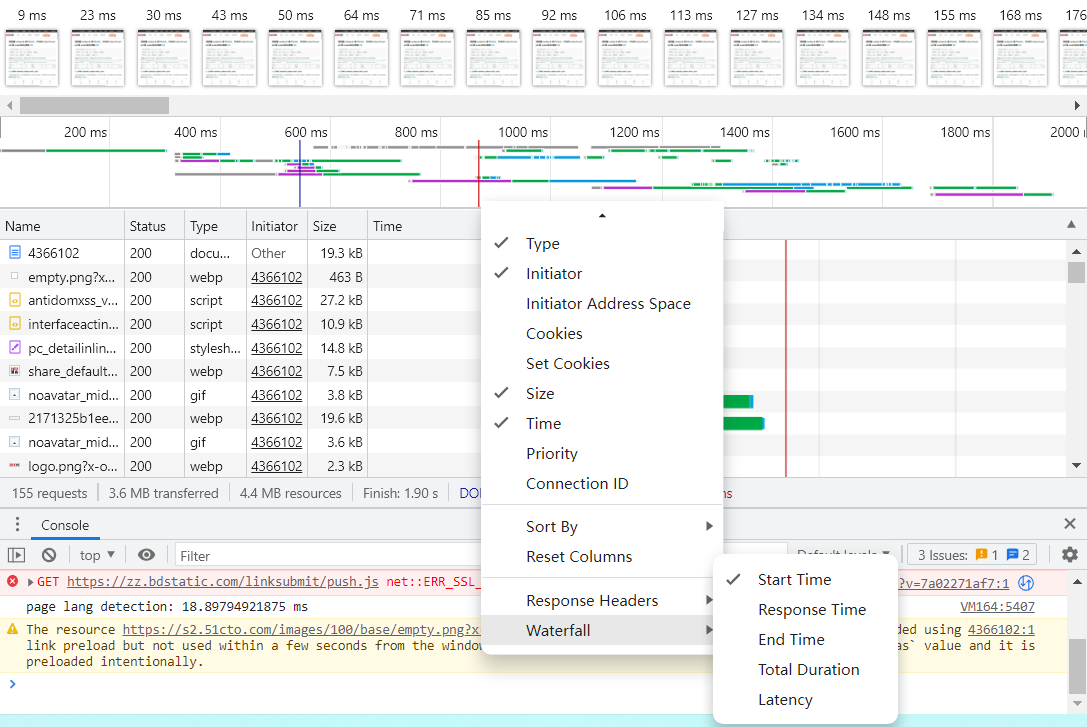 9 ms 23 ms 30 ms 43 ms 50 ms 64 ms 71 ms 85 ms 92 ms 106 ms 113 ms 127 ms 134 ms 148 ms 155 ms 168 ms 176
200 ms 400 ms 600 ms 800 ms 1000 ms 1200 ms 1400 ms 1600 ms 1800 ms 2000
Name Status Type Initiator Size Time
4366102 200 docu... Other 19.3 kB
empty.png?x... 200 webp 4366102 463 B
antidomxss_v... 200 script 4366102 27.2 kB
interfaceactin... 200 script 4366102 10.9 kB
pc_detailinlin... 200 stylesh... 4366102 14.8 kB
share_default... 200 webp 4366102 7.5 kB
noavatar_mid... 200 gif 4366102 3.8 kB
2171325b1ee... 200 webp 4366102 19.6 kB
noavatar_mid... 200 gif 4366102 3.6 kB
logo.png?x-o... 200 webp 4366102 2.3 kB
155 requests 3.6 MB transferred 4.4 MB resources Finish: 1.90 s
Type
Initiator
Initiator Address Space
Cookies
Set Cookies
Size
Time
Priority
Connection ID
Sort By
Reset Columns
Response Headers
Waterfall
Start Time
Response Time
End Time
Total Duration
Latency
Console
top Filter Default levels 3 Issues: 1 2
GET https://zz.bdstatic.com/linksubmit/push.js net::ERR_SSL_ ?v=7a02271af7:1
page lang detection: 18.89794921875 ms VM164:5407
The resource https://s2.51cto.com/images/100/base/empty.png?x ded using 4366102:1
link preload but not used within a few seconds from the window as` value and it is
preloaded intentionally.